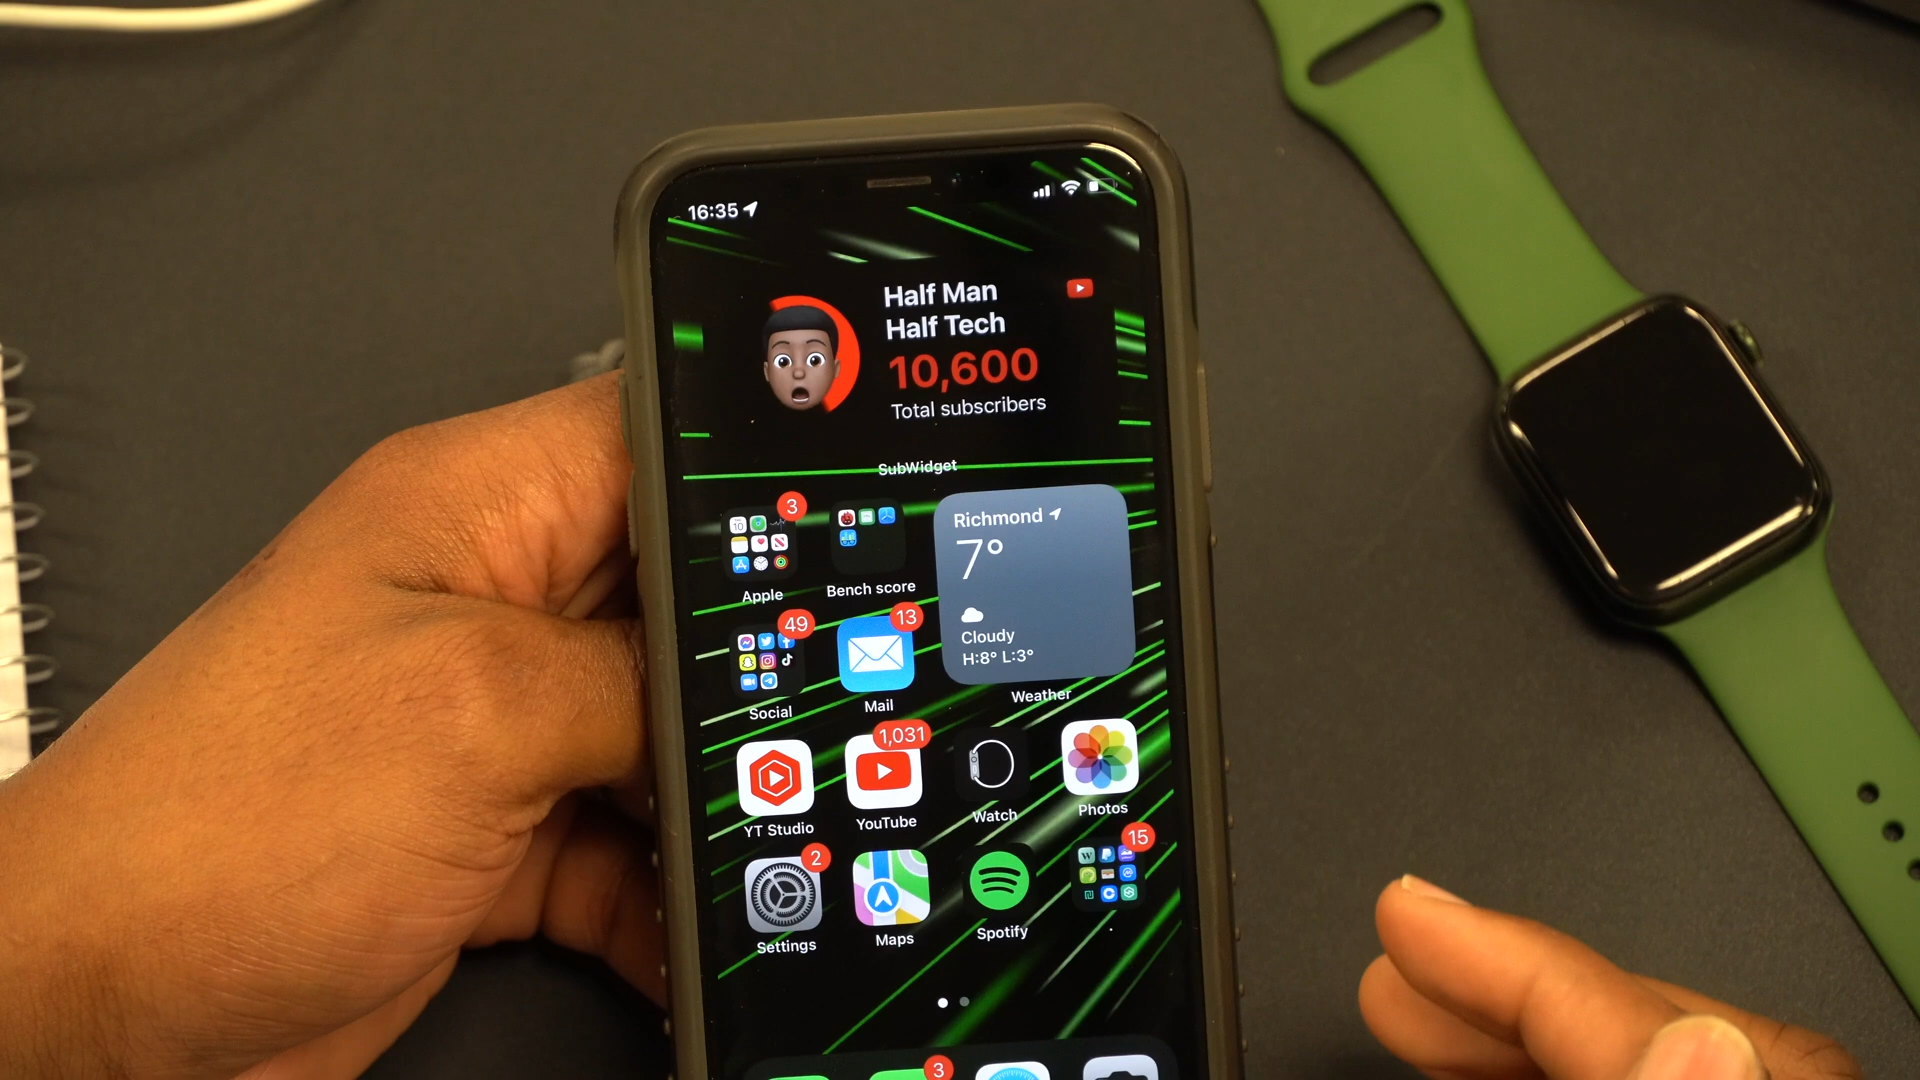 16:35
Half Man
Half Tech
10,600
Total subscribers
SubWidget
3
Apple
Bench score
Richmond
7°
Cloudy
H:8° L:3°
Weather
49
Social
13
Mail
YT Studio
1,031
YouTube
Watch
Photos
2
Settings
Maps
Spotify
15
3